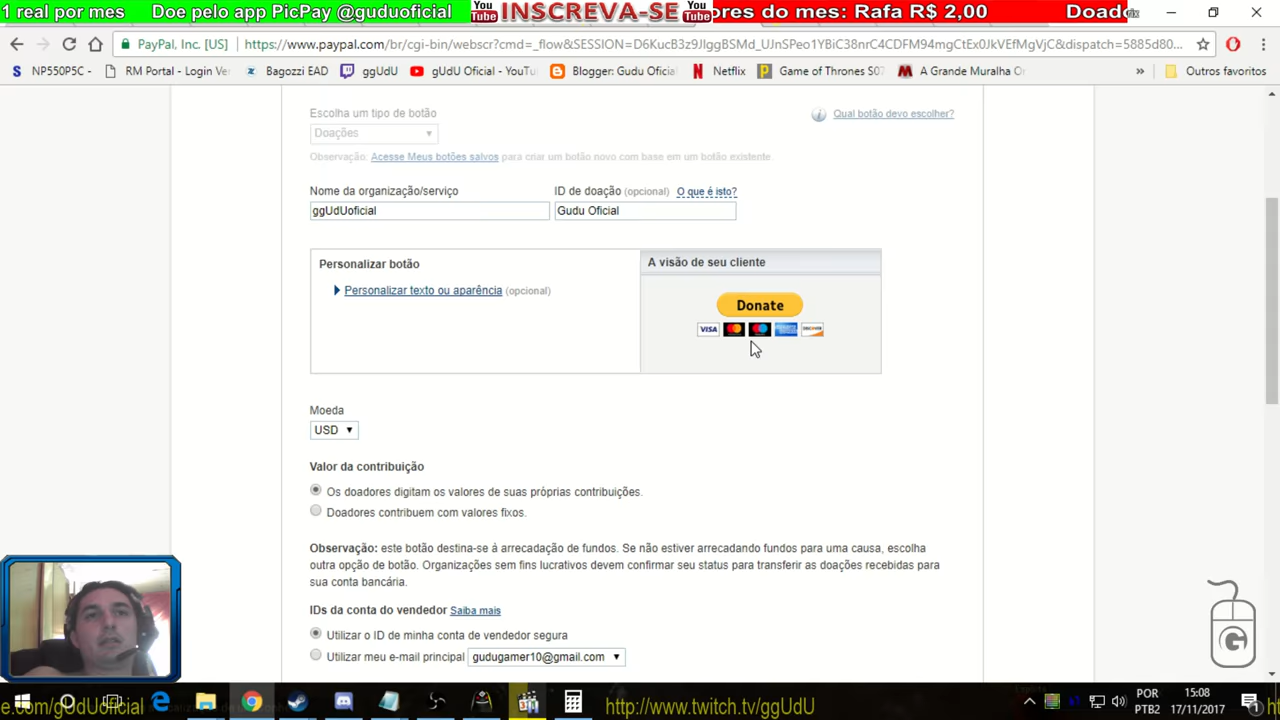 1 real por mes Doe pelo app PicPay @guduoficial YouTube INSCREVA-SE YouTube ores do mes: Rafa R$ 2,00 Doado
PayPal, Inc. [US] https://www.paypal.com/br/cgi-bin/webscr?cmd=_flow&SESSION=D6KucB3z9JIggBSMd_UJnSPeo1YBiC38nrC4CDFM94mgCtEx0JkVEfMgVjC&dispatch=5885d80...
NP550P5C - RM Portal - Login Ve Bagozzi EAD ggUdU gUdU Oficial - YouTu Blogger: Gudu Oficia Netflix Game of Thrones S07 A Grande Muralha Or » Outros favoritos
Escolha um tipo de botão
Qual botão devo escolher?
Doações
Observação: Acesse Meus botões salvos para criar um botão novo com base em um botão existente.
Nome da organização/serviço ID de doação (opcional) O que é isto?
ggUdUoficial Gudu Oficial
Personalizar botão A visão de seu cliente
Personalizar texto ou aparência (opcional)
Donate
VISA DISCOVER
Moeda
USD
Valor da contribuição
Os doadores digitam os valores de suas próprias contribuições.
Doadores contribuem com valores fixos.
Observação: este botão destina-se à arrecadação de fundos. Se não estiver arrecadando fundos para uma causa, escolha
outra opção de botão. Organizações sem fins lucrativos devem confirmar seu status para transferir as doações recebidas para
sua conta bancária.
IDs da conta do vendedor Saiba mais
Utilizar o ID de minha conta de vendedor segura
Utilizar meu e-mail principal gudugamer10@gmail.com
G
POR 15:08
PTB2 17/11/2017
e.com/gUdUoficial http://www.twitch.tv/ggUdU